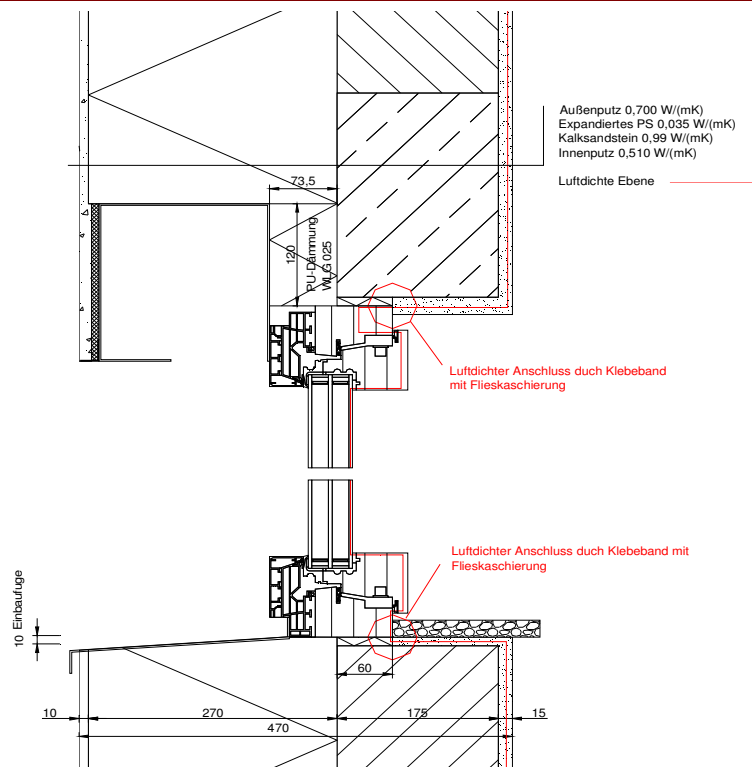 Außenputz 0,700 W/(mK)
Expandiertes PS 0,035 W/(mK)
Kalksandstein 0,99 W/(mK)
Innenputz 0,510 W/(mK)
Luftdichte Ebene
73,5
120
PU-Dämmung
WLG 025
Luftdichter Anschluss duch Klebeband
mit Flieskaschierung
Luftdichter Anschluss duch Klebeband mit
Flieskaschierung
10 Einbaufuge
60
10
270
175
15
470